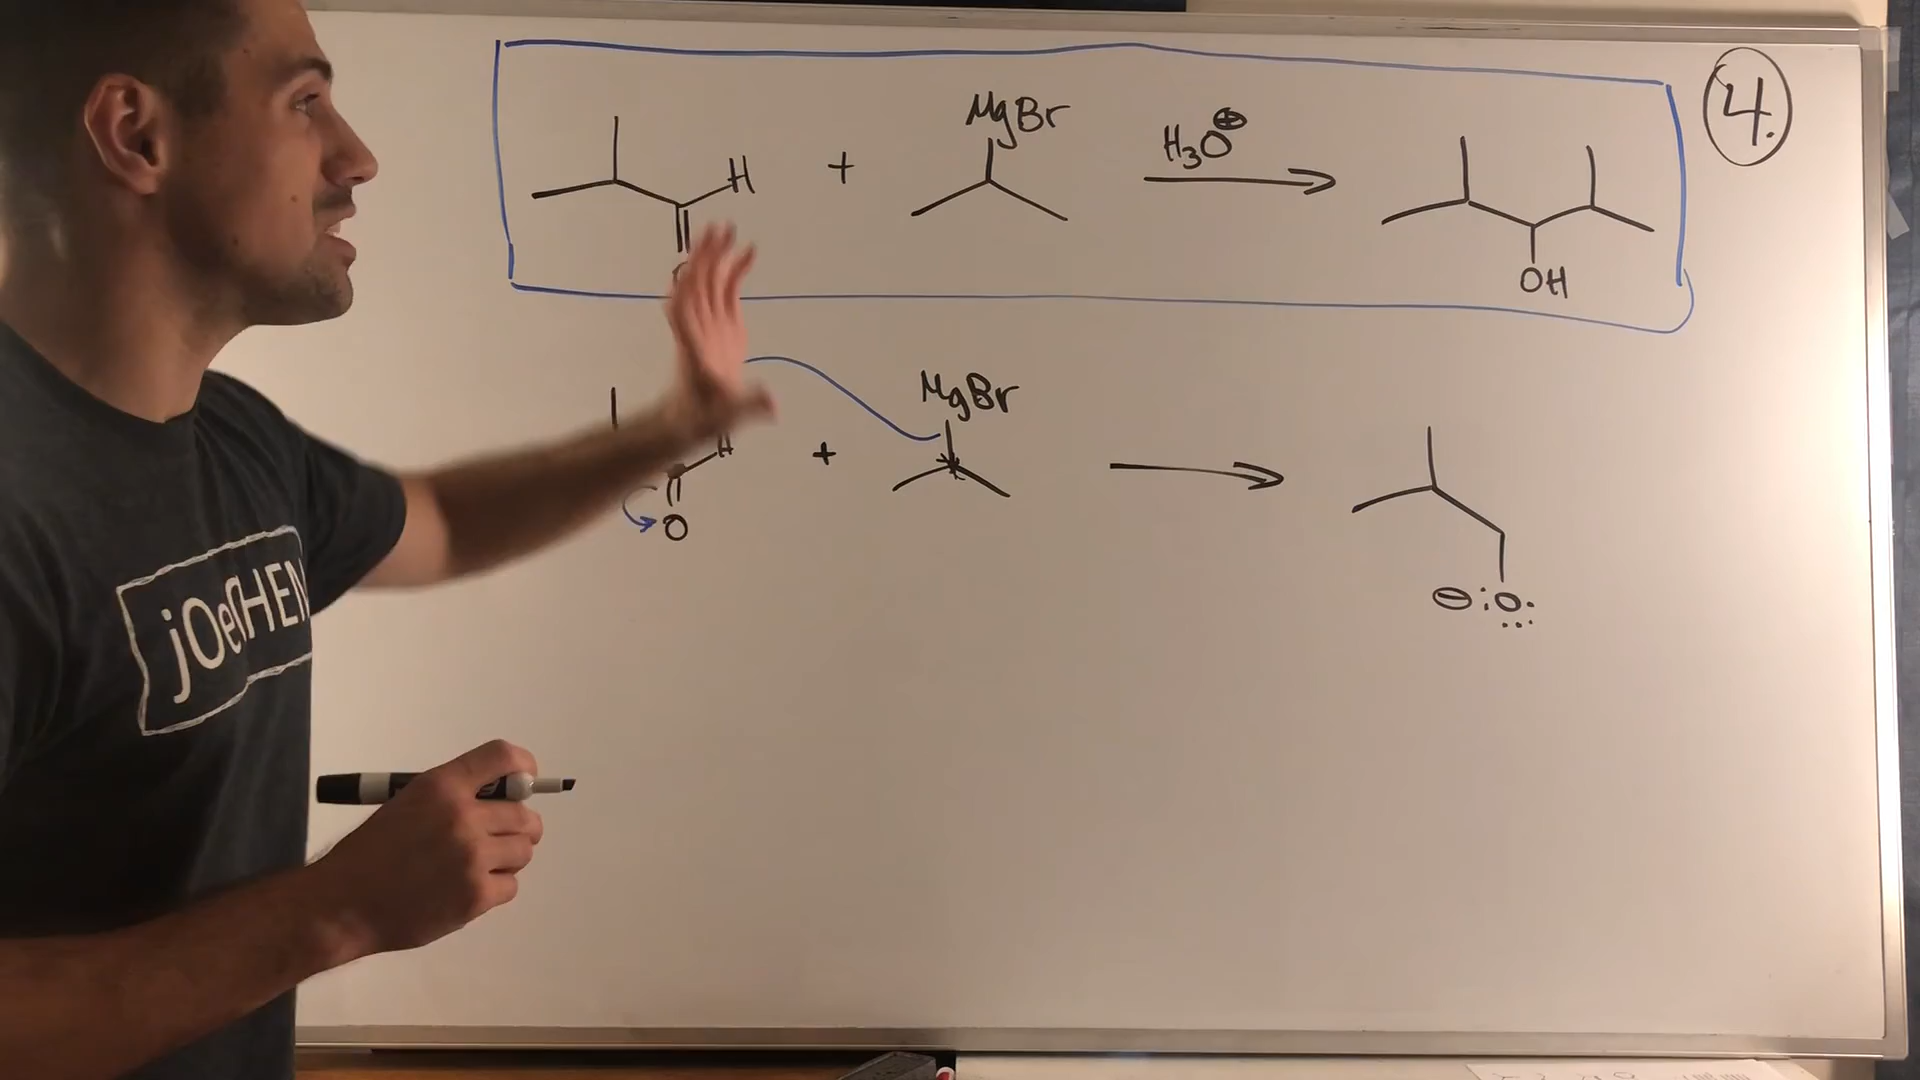 4.
MgBr
H + H₃O⊕
OH
MgBr
H +
O
⊖ :O:
jOeCHEM